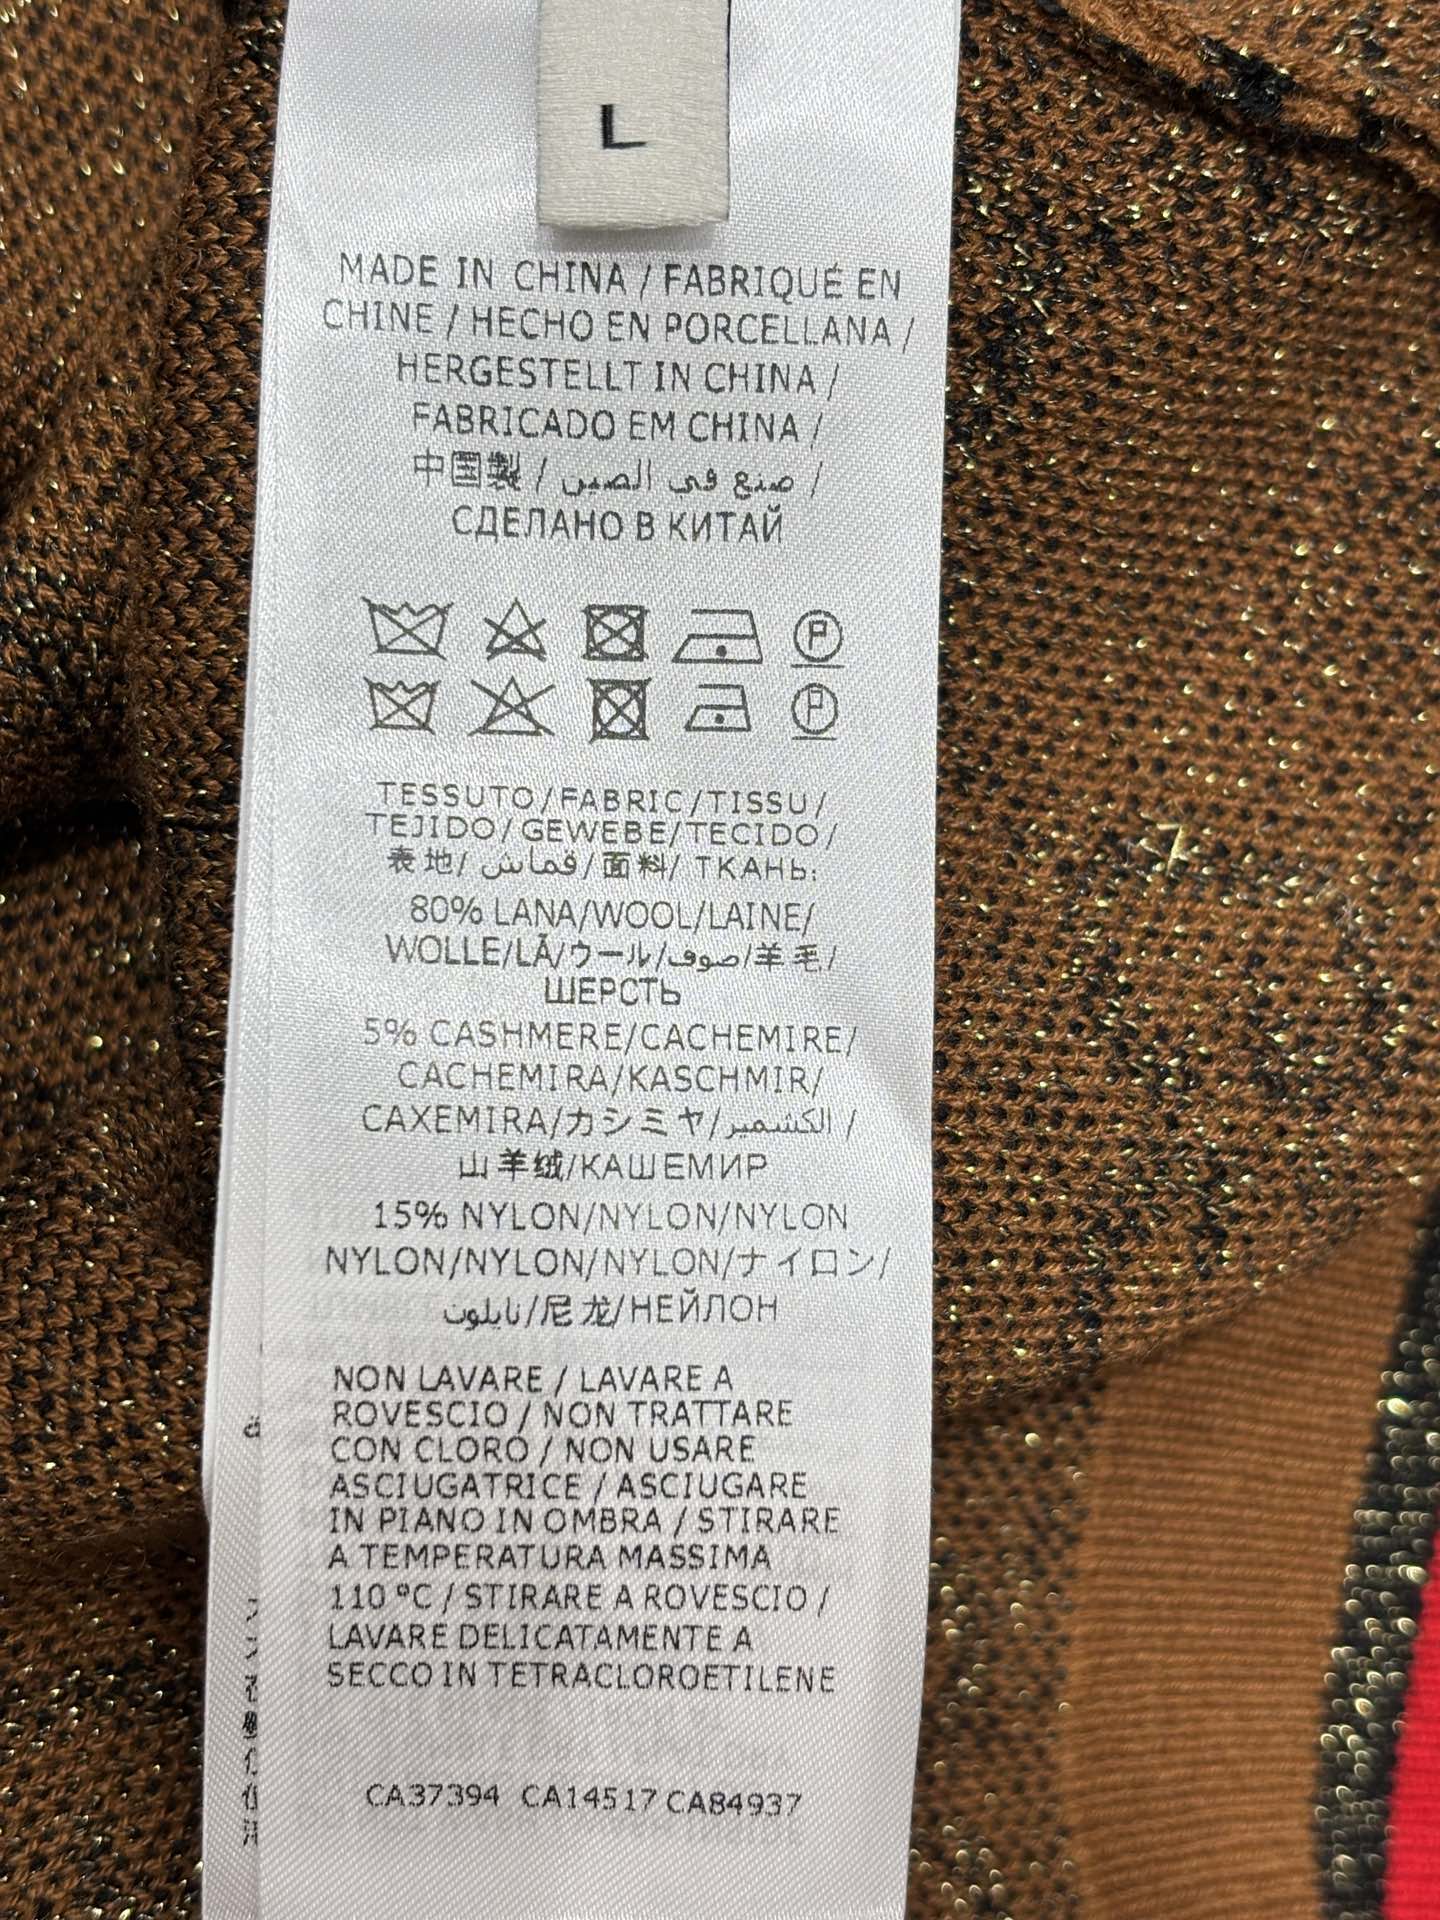 L
MADE IN CHINA / FABRIQUÉ EN
CHINE / HECHO EN PORCELLANA /
HERGESTELLT IN CHINA /
FABRICADO EM CHINA /
中国製 / صنع في الصين /
СДЕЛАНО В КИТАЙ
P
P
TESSUTO/FABRIC/TISSU/
TEJIDO/GEWEBE/TECIDO/
表地/قماش/面料/ТКАНЬ:
80% LANA/WOOL/LAINE/
WOLLE/LÃ/ウール/صوف/羊毛/
ШЕРСТЬ
5% CASHMERE/CACHEMIRE/
CACHEMIRA/KASCHMIR/
CAXEMIRA/カシミヤ/الكشمير/
山羊绒/КАШЕМИР
15% NYLON/NYLON/NYLON
NYLON/NYLON/NYLON/ナイロン/
نايلون/尼龙/НЕЙЛОН
NON LAVARE / LAVARE A
ROVESCIO / NON TRATTARE
CON CLORO / NON USARE
ASCIUGATRICE / ASCIUGARE
IN PIANO IN OMBRA / STIRARE
A TEMPERATURA MASSIMA
110 °C / STIRARE A ROVESCIO /
LAVARE DELICATAMENTE A
SECCO IN TETRACLOROETILENE
CA37394 CA14517 CA84937